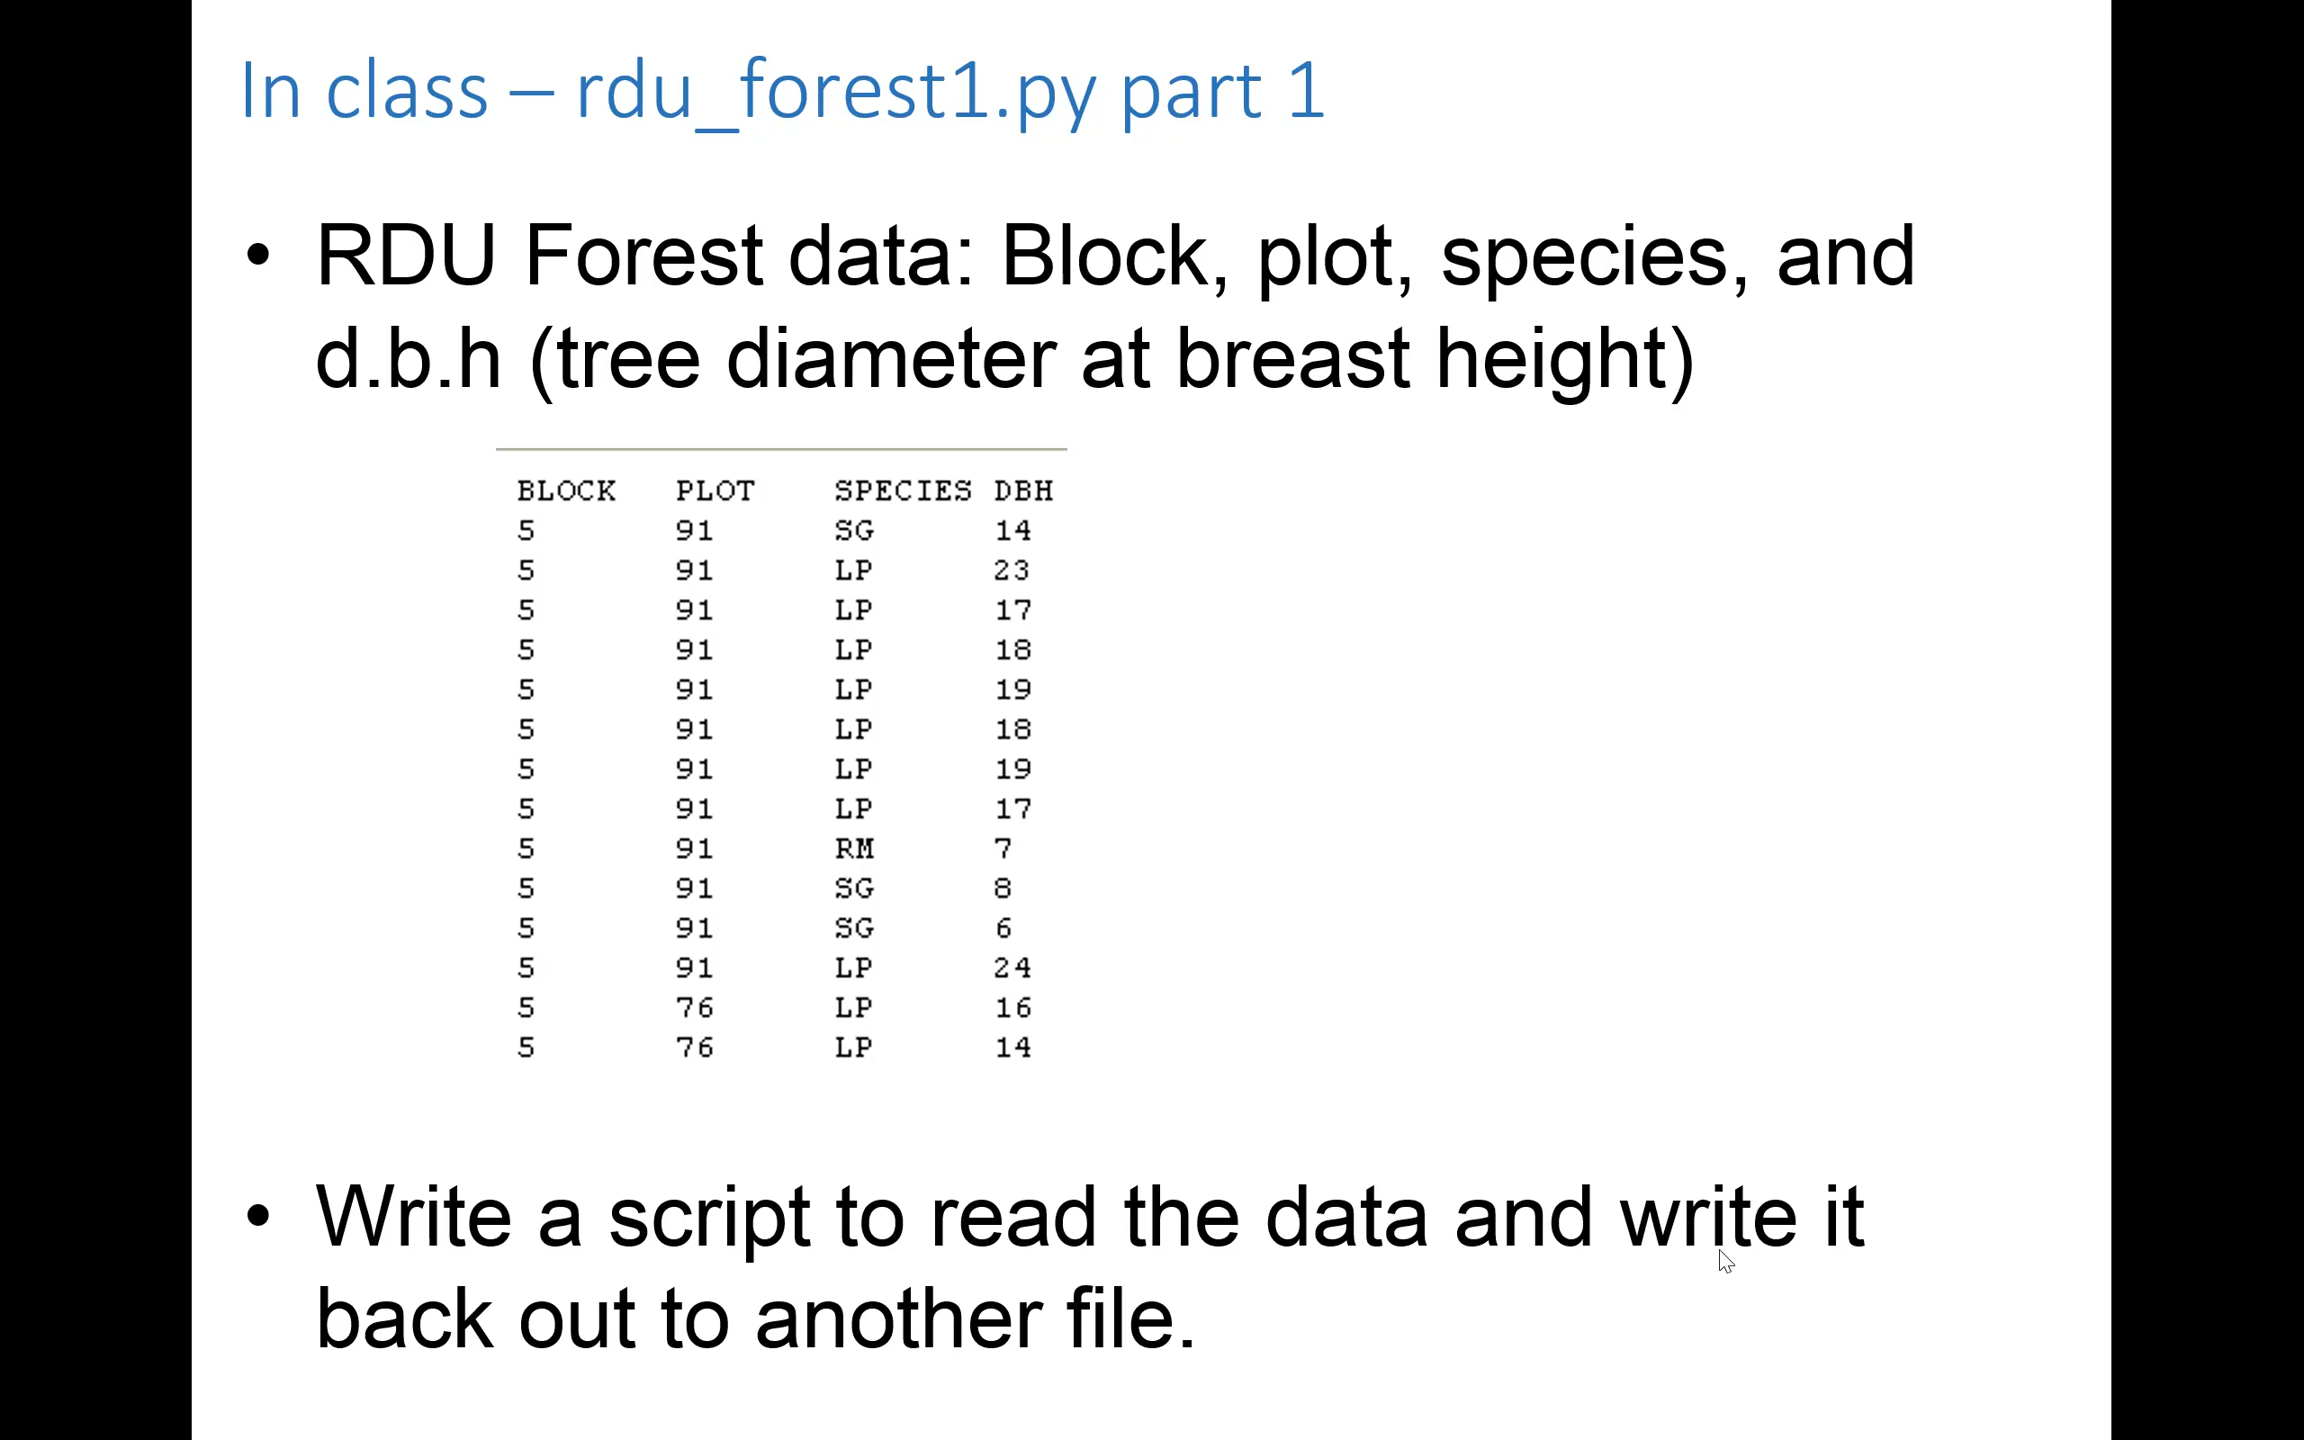 In class – rdu_forest1.py part 1
• RDU Forest data: Block, plot, species, and
d.b.h (tree diameter at breast height)
BLOCK PLOT SPECIES DBH
5 91 SG 14
5 91 LP 23
5 91 LP 17
5 91 LP 18
5 91 LP 19
5 91 LP 18
5 91 LP 19
5 91 LP 17
5 91 RM 7
5 91 SG 8
5 91 SG 6
5 91 LP 24
5 76 LP 16
5 76 LP 14
• Write a script to read the data and write it
back out to another file.